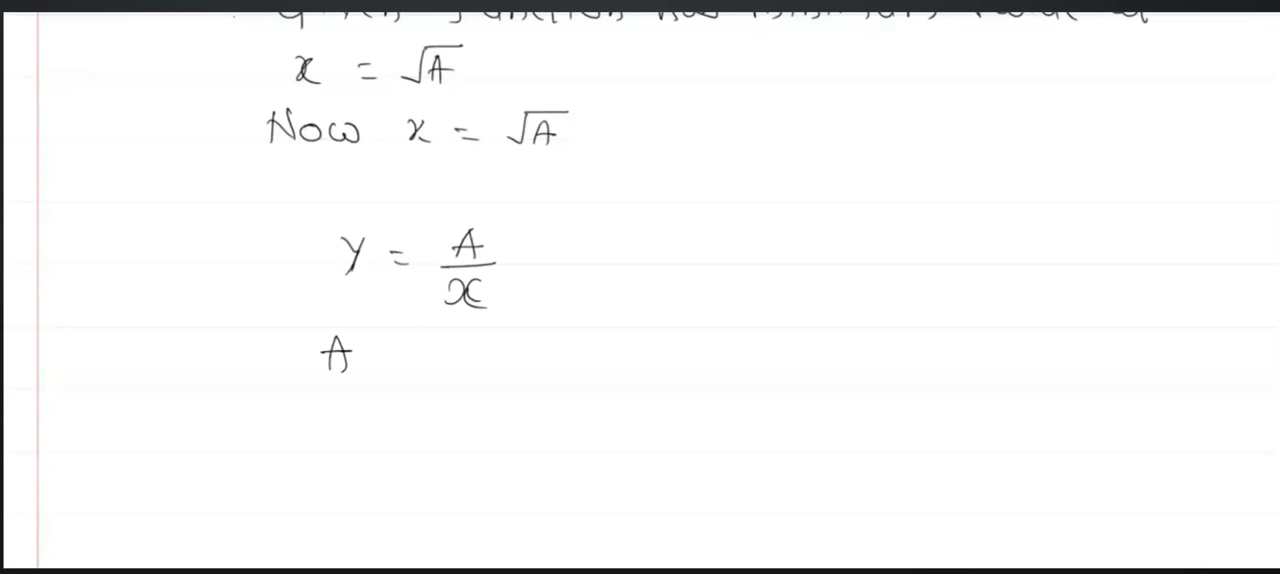 x = √A
Now x = √A
y = A/x
A